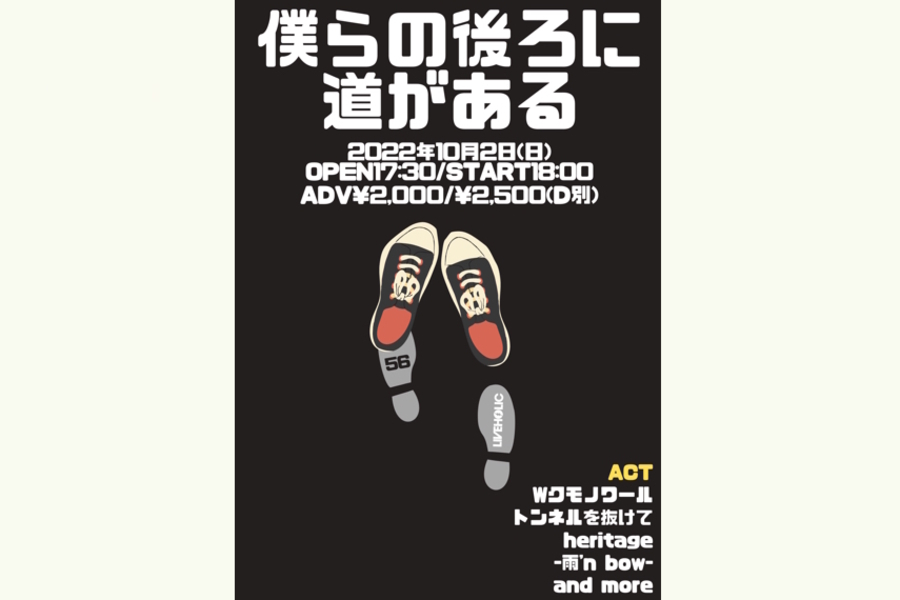 僕らの後ろに
道がある
2022年10月2日(日)
OPEN17:30/START18:00
ADV¥2,000/¥2,500(D別)
56
LIVEHOLIC
ACT
Wクモノワール
トンネルを抜けて
heritage
-雨'n bow-
and more